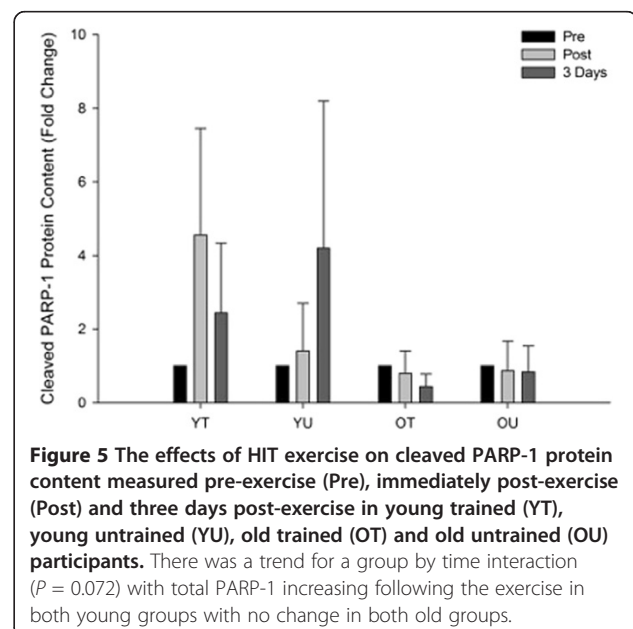 10
8
6
4
2
0
Cleaved PARP-1 Protein Content (Fold Change)
Pre
Post
3 Days
YT
YU
OT
OU
Figure 5 The effects of HIT exercise on cleaved PARP-1 protein
content measured pre-exercise (Pre), immediately post-exercise
(Post) and three days post-exercise in young trained (YT),
young untrained (YU), old trained (OT) and old untrained (OU)
participants. There was a trend for a group by time interaction
(P = 0.072) with total PARP-1 increasing following the exercise in
both young groups with no change in both old groups.